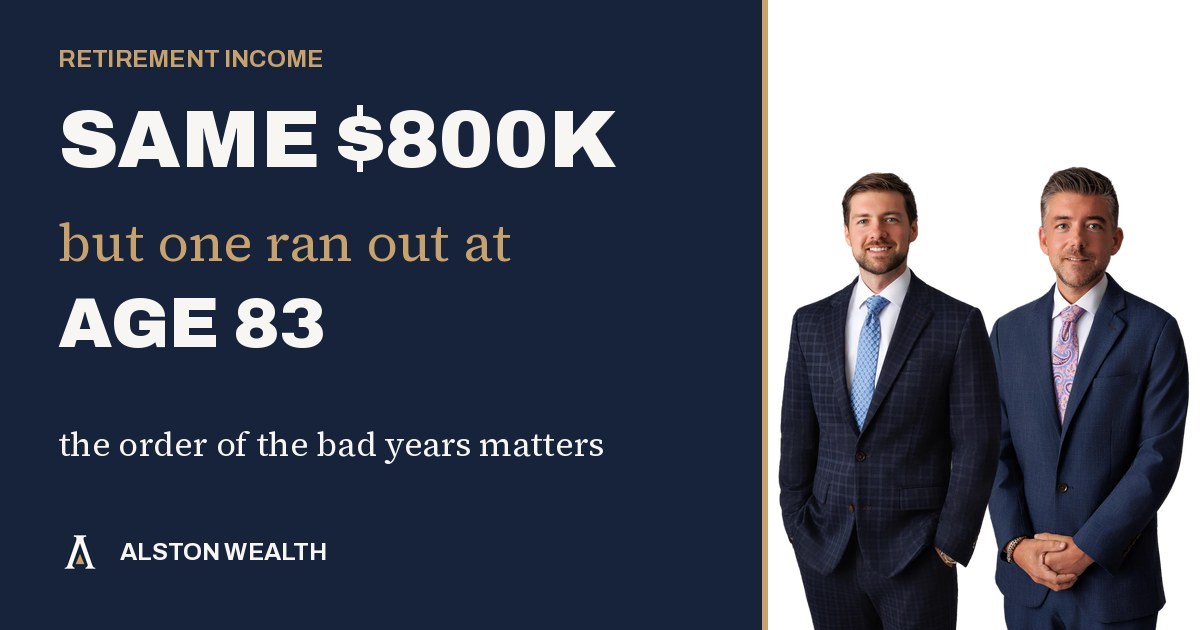 RETIREMENT INCOME
SAME $800K
but one ran out at
AGE 83
the order of the bad years matters
ALSTON WEALTH